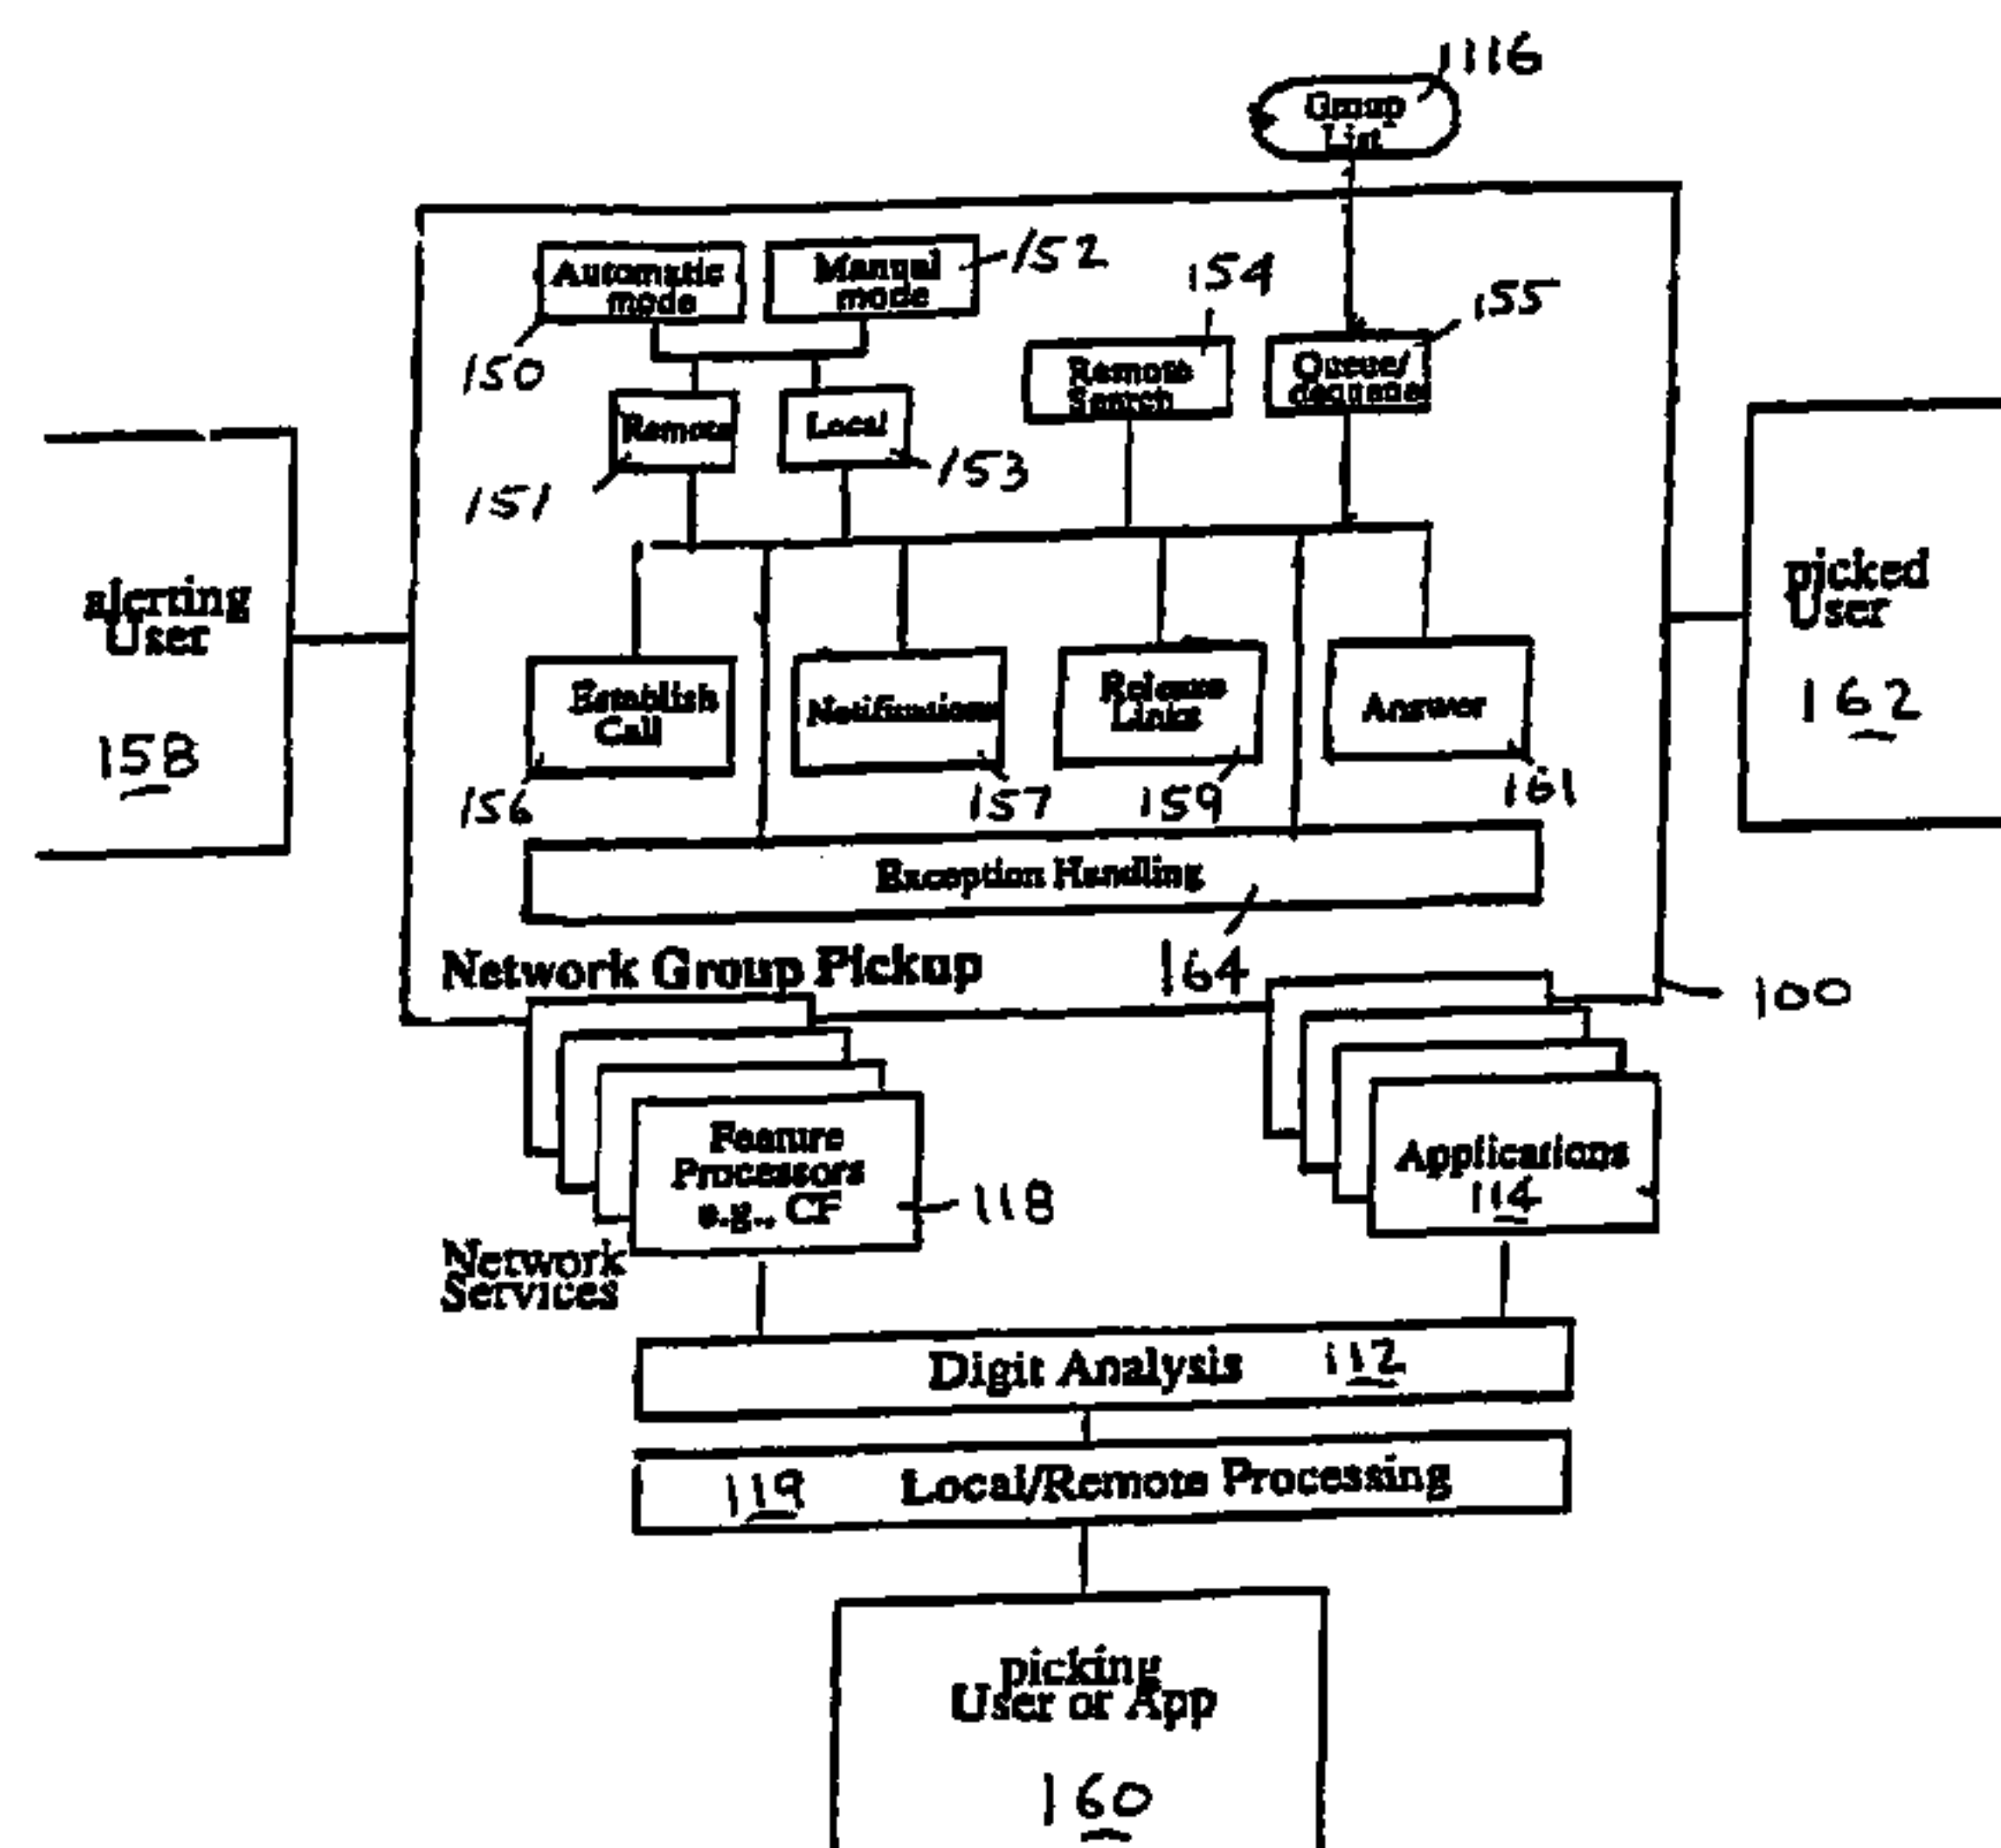 116
Group
List
Automatic
mode
Manual
mode
152
154
155
150
Remote
Search
Queue/
dequeue
Remote
Local
153
151
alerting
User
158
picked
User
162
Establish
Call
Notifications
Release
Links
Answer
156
157
159
161
Exception Handling
Network Group Pickup
164
100
Feature
Processors
e.g., CF
118
Applications
114
Network
Services
Digit Analysis 112
119 Local/Remote Processing
picking
User or App
160